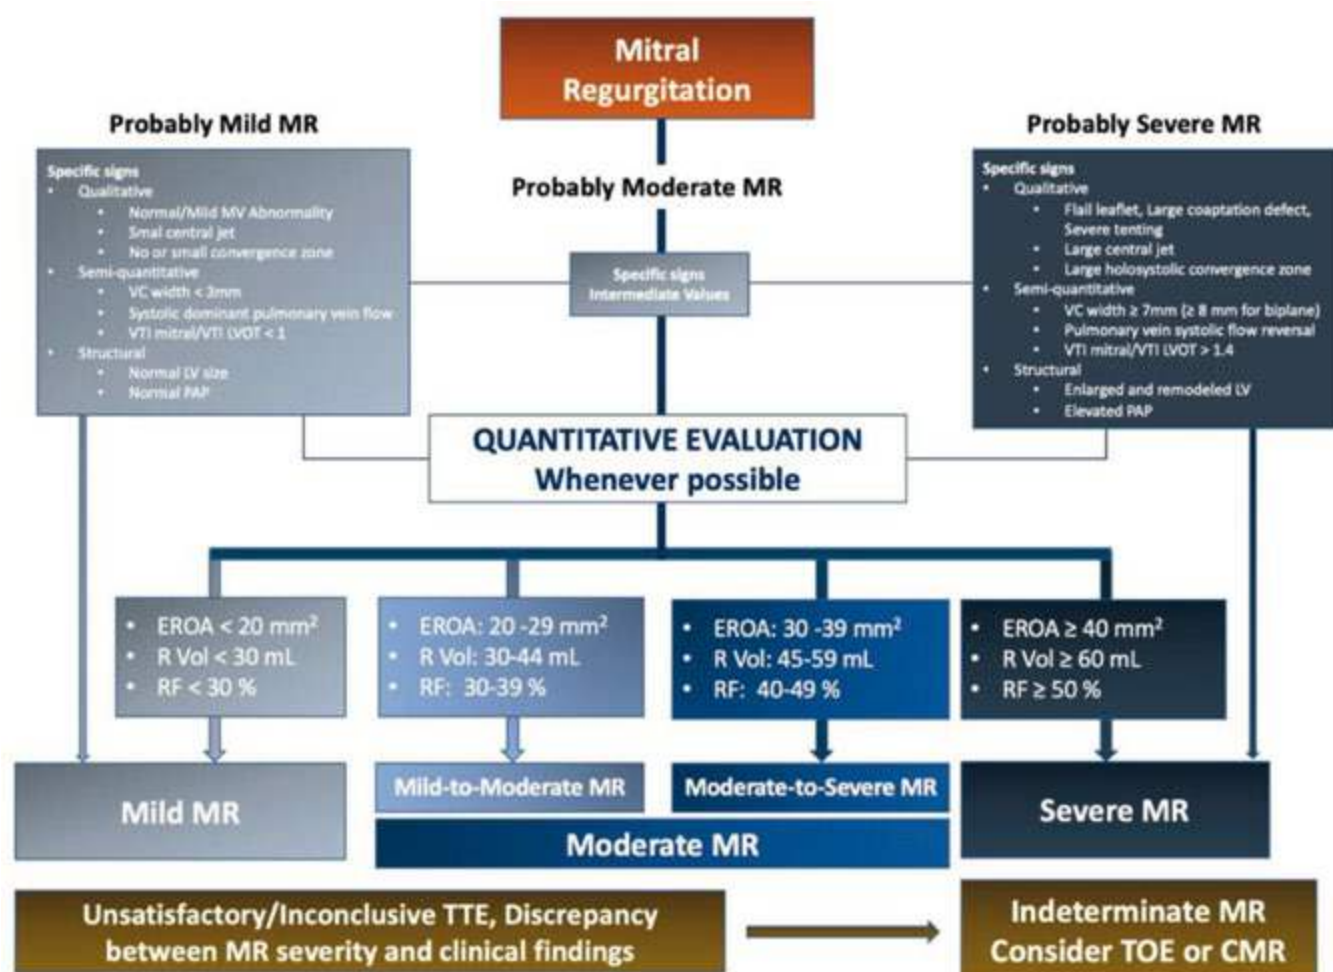 Mitral
Regurgitation
Probably Mild MR
Specific signs
• Qualitative
• Normal/Mild MV Abnormality
• Smal central jet
• No or small convergence zone
• Semi-quantitative
• VC width < 3mm
• Systolic dominant pulmonary vein flow
• VTI mitral/VTI LVOT < 1
• Structural
• Normal LV size
• Normal PAP
Probably Moderate MR
Specific signs
Intermediate Values
Probably Severe MR
Specific signs
• Qualitative
• Flail leaflet, Large coaptation defect,
Severe tenting
• Large central jet
• Large holosystolic convergence zone
• Semi-quantitative
• VC width ≥ 7mm (≥ 8 mm for biplane)
• Pulmonary vein systolic flow reversal
• VTI mitral/VTI LVOT > 1.4
• Structural
• Enlarged and remodeled LV
• Elevated PAP
QUANTITATIVE EVALUATION
Whenever possible
• EROA < 20 mm²
• R Vol < 30 mL
• RF < 30 %
• EROA: 20 -29 mm²
• R Vol: 30-44 mL
• RF: 30-39 %
• EROA: 30 -39 mm²
• R Vol: 45-59 mL
• RF: 40-49 %
• EROA ≥ 40 mm²
• R Vol ≥ 60 mL
• RF ≥ 50 %
Mild MR
Mild-to-Moderate MR
Moderate-to-Severe MR
Moderate MR
Severe MR
Unsatisfactory/Inconclusive TTE, Discrepancy
between MR severity and clinical findings
Indeterminate MR
Consider TOE or CMR